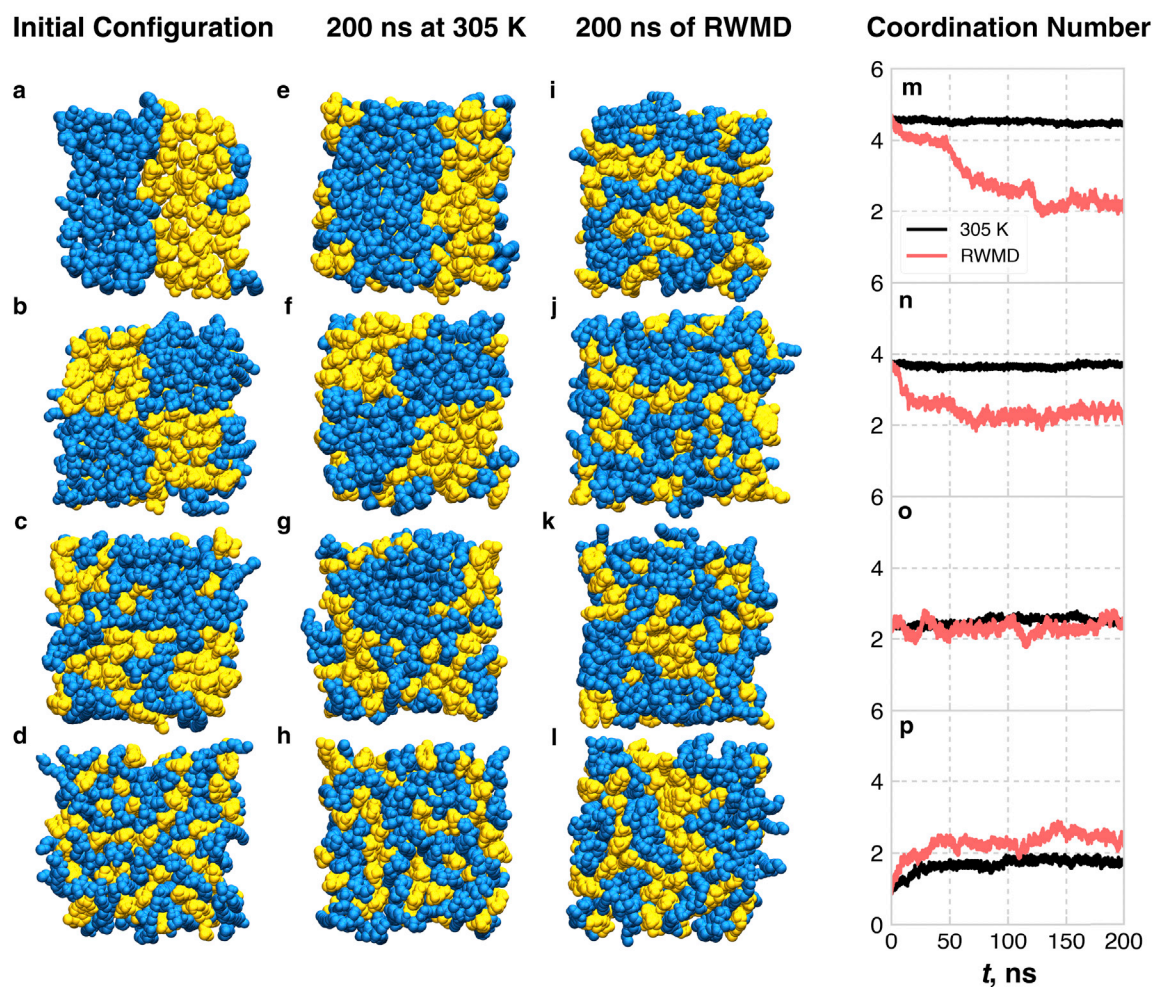 Initial Configuration 200 ns at 305 K 200 ns of RWMD Coordination Number
a e i
6
m
4
2
305 K
RWMD
6
b f j
n
4
2
6
c g k
o
4
2
6
d h l
p
4
2
0
0 50 100 150 200
t, ns